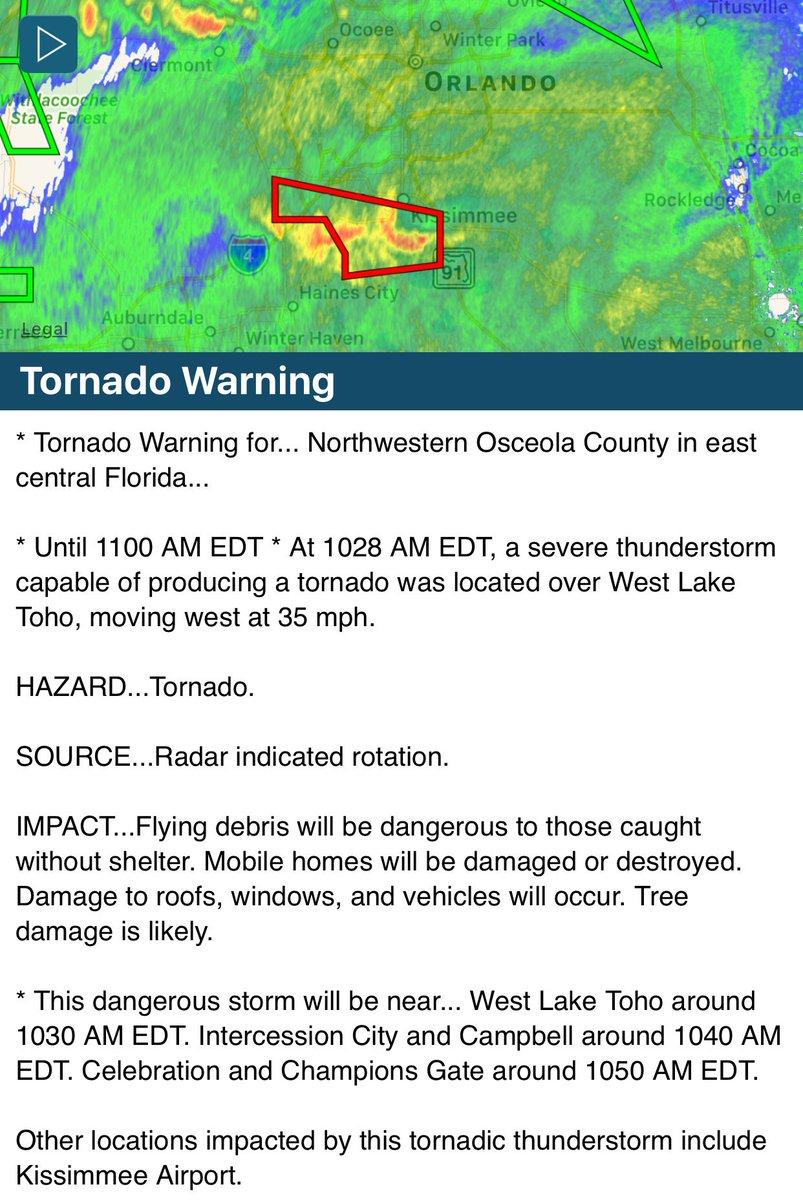 Ocoee
Winter Park
Titusville
Clermont
ORLANDO
Withlacoochee
State Forest
Cocoa
Rockledge
Me
Kissimmee
4
91
Haines City
Auburndale
Legal
Winter Haven
West Melbourne
Tornado Warning
* Tornado Warning for... Northwestern Osceola County in east
central Florida...
* Until 1100 AM EDT * At 1028 AM EDT, a severe thunderstorm
capable of producing a tornado was located over West Lake
Toho, moving west at 35 mph.
HAZARD...Tornado.
SOURCE...Radar indicated rotation.
IMPACT...Flying debris will be dangerous to those caught
without shelter. Mobile homes will be damaged or destroyed.
Damage to roofs, windows, and vehicles will occur. Tree
damage is likely.
* This dangerous storm will be near... West Lake Toho around
1030 AM EDT. Intercession City and Campbell around 1040 AM
EDT. Celebration and Champions Gate around 1050 AM EDT.
Other locations impacted by this tornadic thunderstorm include
Kissimmee Airport.